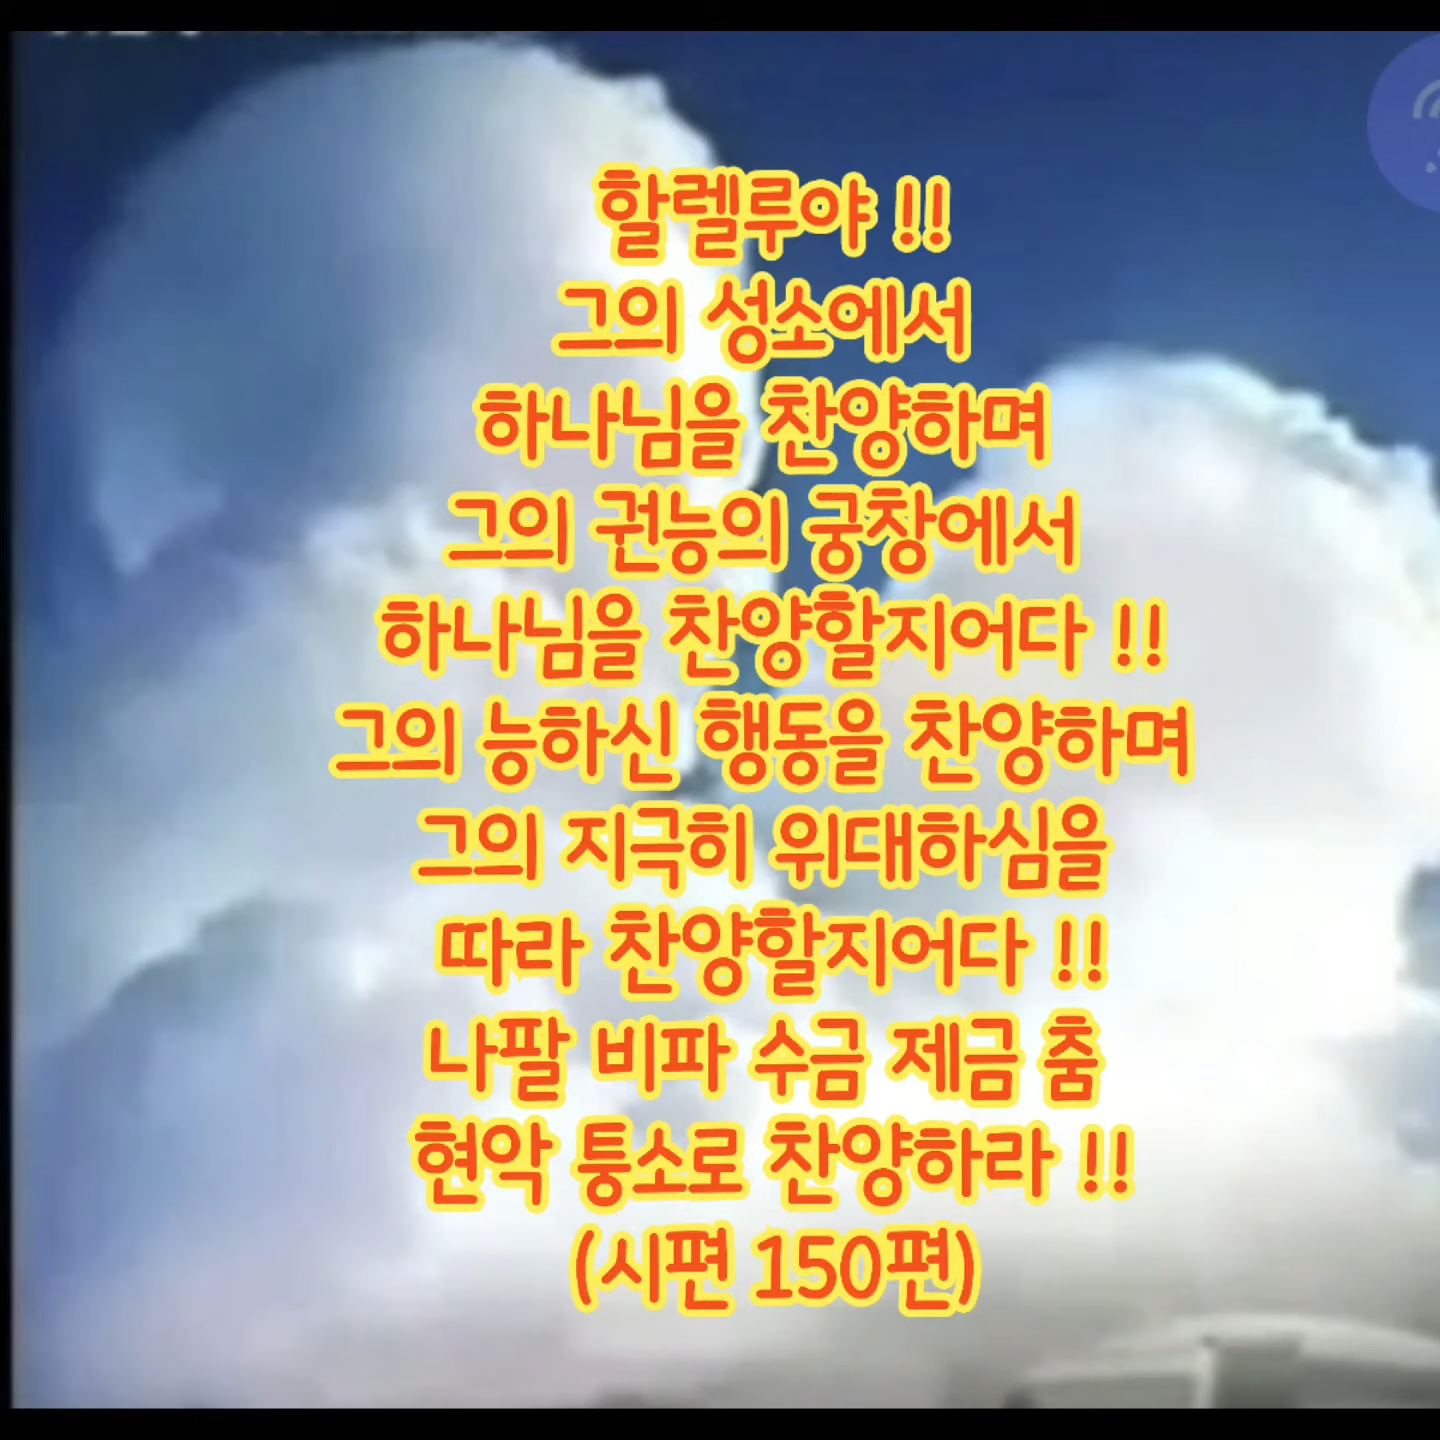 할렐루야 !!
그의 성소에서
하나님을 찬양하며
그의 권능의 궁창에서
하나님을 찬양할지어다 !!
그의 능하신 행동을 찬양하며
그의 지극히 위대하심을
따라 찬양할지어다 !!
나팔 비파 수금 제금 춤
현악 퉁소로 찬양하라 !!
(시편 150편)